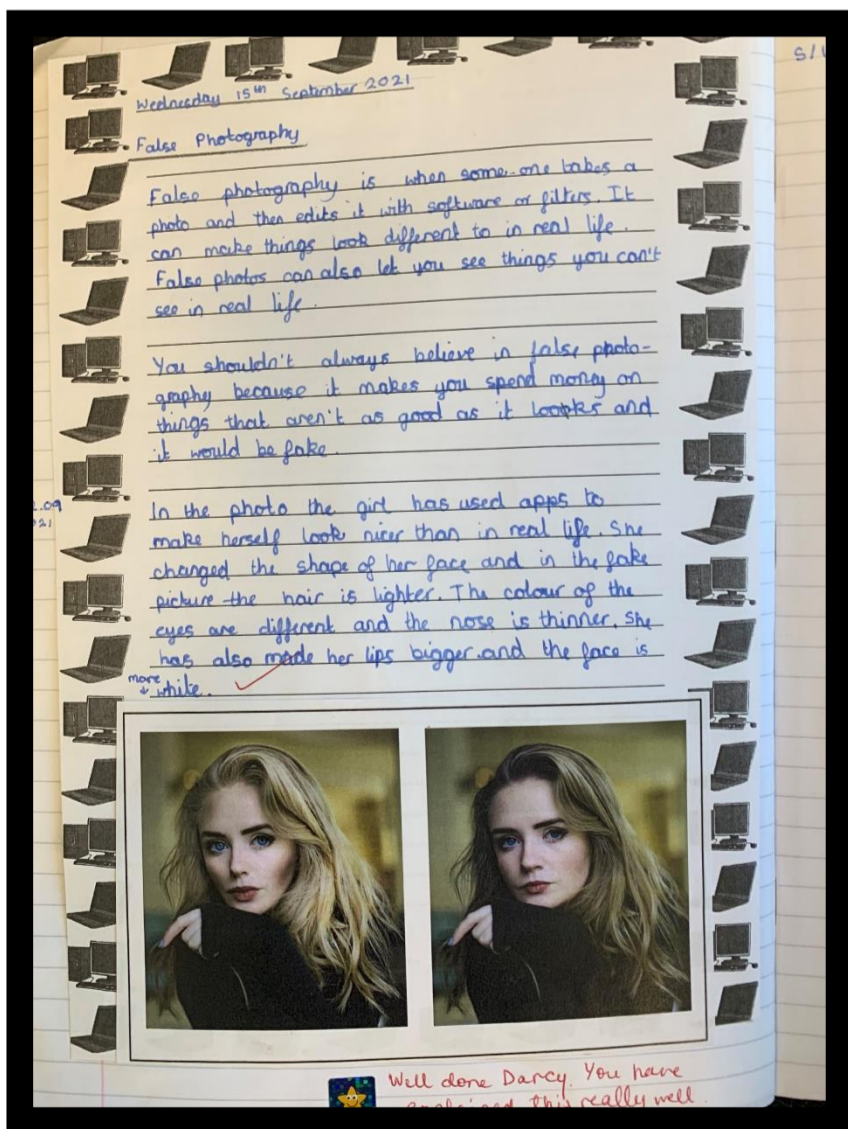 S/
Wednesday 15th September 2021
False Photography
False photography is when some-one takes a
photo and then edits it with software or filters. It
can make things look different to in real life.
False photos can also let you see things you can't
see in real life.
You shouldn't always believe in false photo-
graphy because it makes you spend money on
things that aren't as good as it looks and
it would be fake.
In the photo the girl has used apps to
make herself look nicer than in real life. She
changed the shape of her face and in the fake
picture the hair is lighter. The colour of the
eyes are different and the nose is thinner. She
has also made her lips bigger.and the face is
more
white.
.09
Well done Darcy. You have
explained this really well.